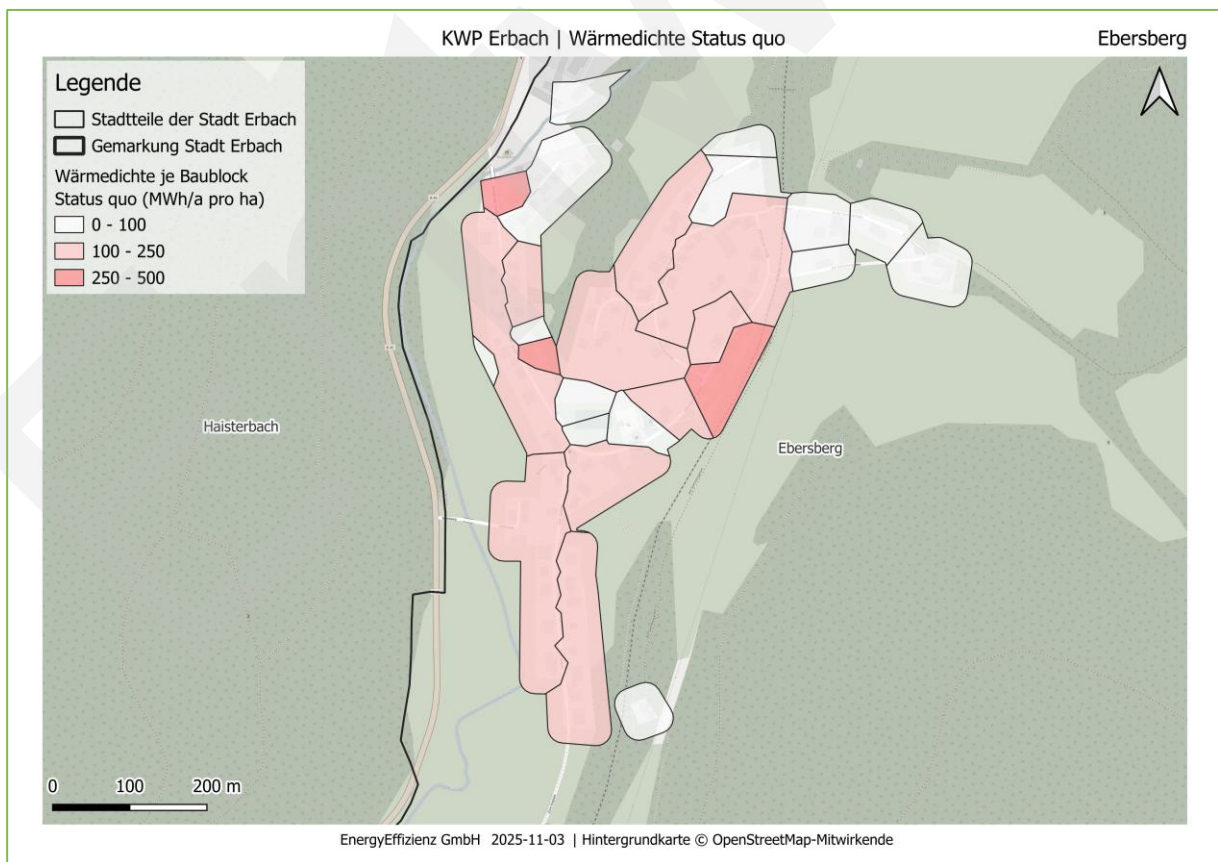 KWP Erbach | Wärmedichte Status quo
Ebersberg
Legende
Stadtteile der Stadt Erbach
Gemarkung Stadt Erbach
Wärmedichte je Baublock
Status quo (MWh/a pro ha)
0 - 100
100 - 250
250 - 500
Haisterbach
Ebersberg
0 100 200 m
EnergyEffizienz GmbH 2025-11-03 | Hintergrundkarte © OpenStreetMap-Mitwirkende